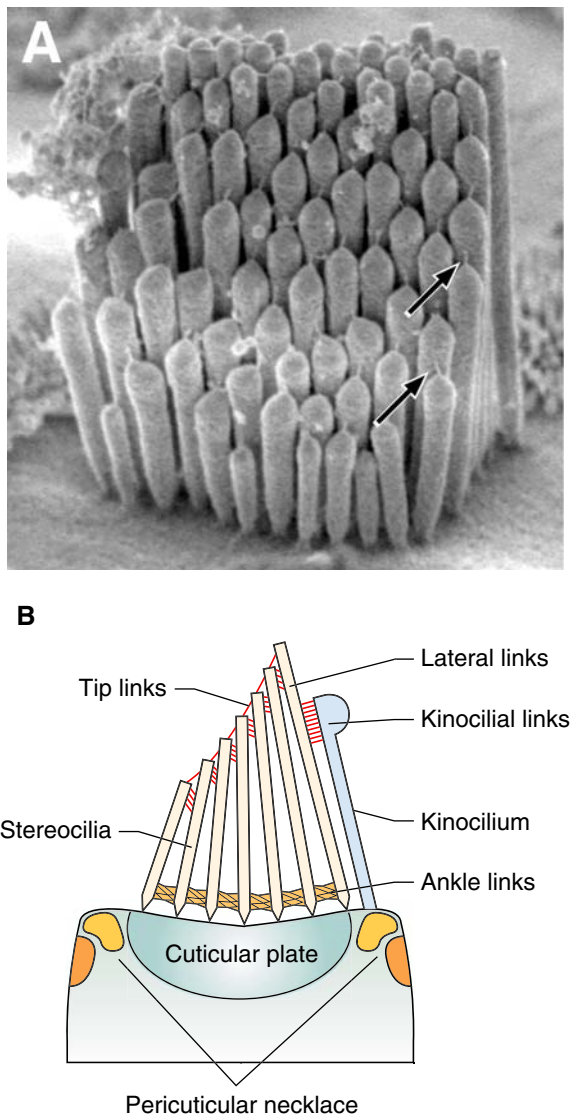 A
B
Lateral links
Tip links
Kinocilial links
Stereocilia
Kinocilium
Ankle links
Cuticular plate
Pericuticular necklace